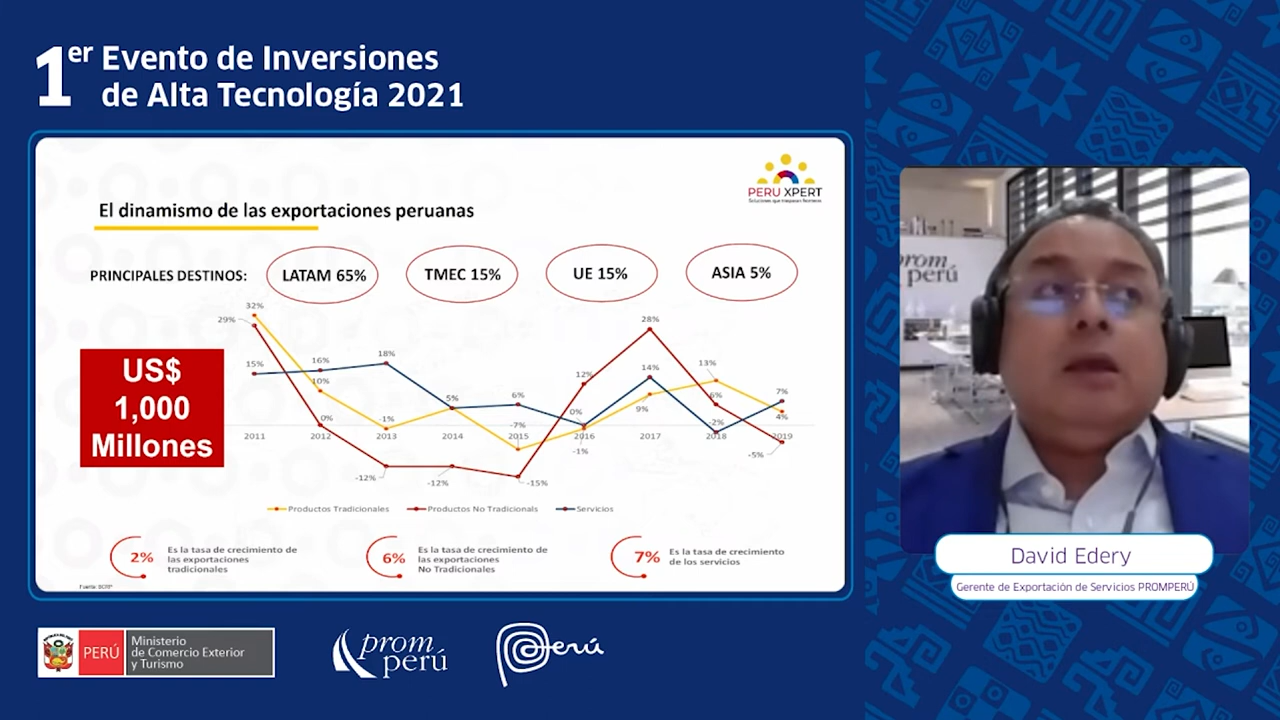 1er Evento de Inversiones
de Alta Tecnología 2021
PERU XPERT
Soluciones que traspasan fronteras
El dinamismo de las exportaciones peruanas
PRINCIPALES DESTINOS:
LATAM 65%
TMEC 15%
UE 15%
ASIA 5%
US$
1,000
Millones
32%
29%
15%
16%
10%
0%
18%
-1%
-12%
5%
-12%
6%
-7%
-15%
12%
0%
-1%
28%
14%
9%
13%
6%
-2%
7%
4%
-5%
2011
2012
2013
2014
2015
2016
2017
2018
2019
Productos Tradicionales
Productos No Tradicionals
Servicios
2%
Es la tasa de crecimiento de
las exportaciones
tradicionales
6%
Es la tasa de crecimiento de
las exportaciones
No Tradicionales
7%
Es la tasa de crecimiento
de los servicios
Fuente: BCRP
prom
perú
David Edery
Gerente de Exportación de Servicios PROMPERÚ
PERÚ
Ministerio
de Comercio Exterior
y Turismo
prom
perú
Perú